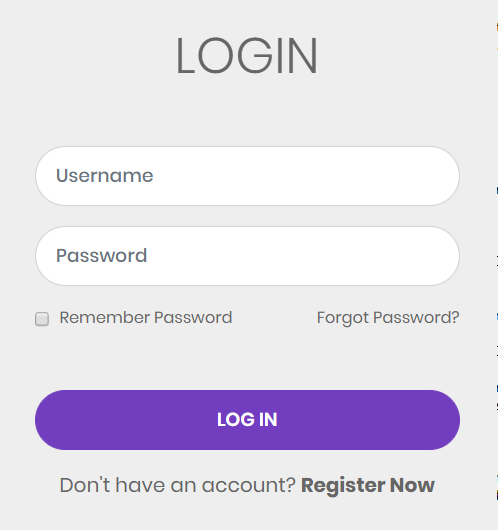 LOGIN
Username
Password
Remember Password Forgot Password?
LOG IN
Don't have an account? Register Now